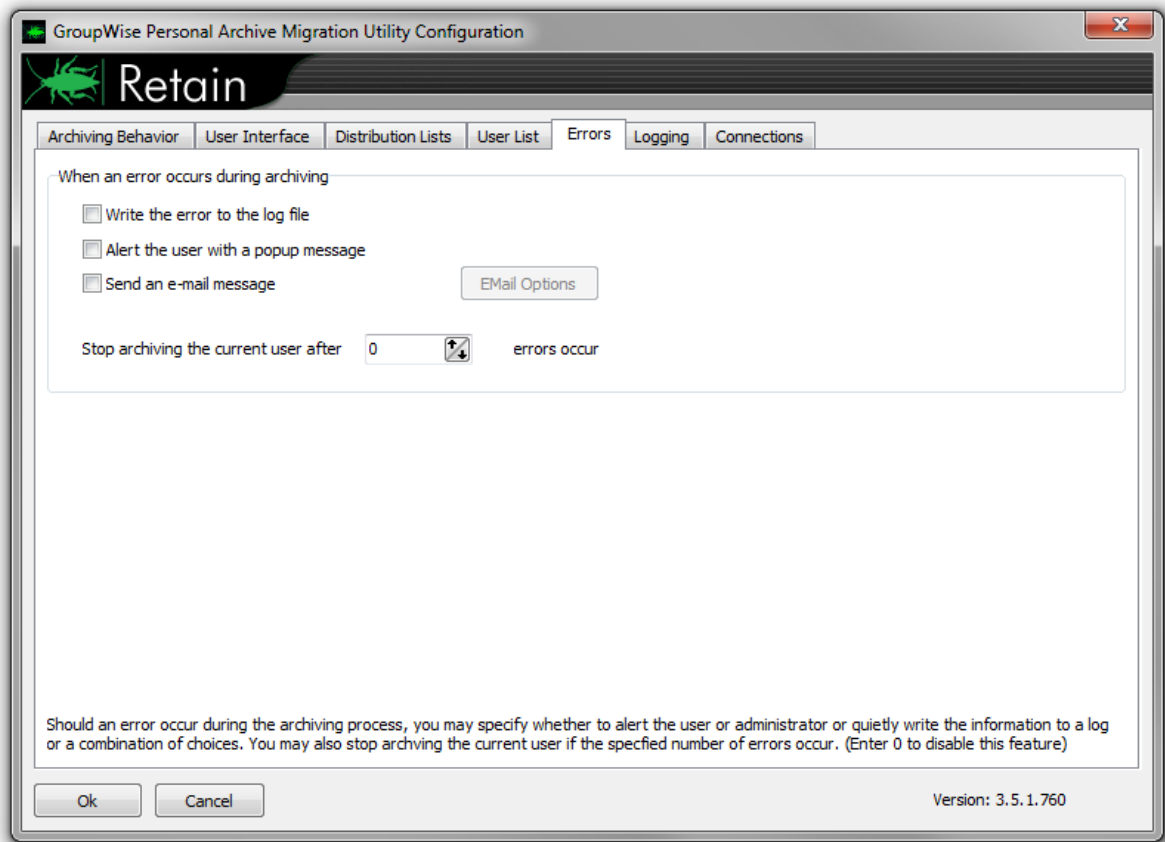 GroupWise Personal Archive Migration Utility Configuration
X
Retain
Archiving Behavior User Interface Distribution Lists User List Errors Logging Connections
When an error occurs during archiving
Write the error to the log file
Alert the user with a popup message
Send an e-mail message EMail Options
Stop archiving the current user after 0 errors occur
Should an error occur during the archiving process, you may specify whether to alert the user or administrator or quietly write the information to a log
or a combination of choices. You may also stop archving the current user if the specfied number of errors occur. (Enter 0 to disable this feature)
Ok Cancel Version: 3.5.1.760